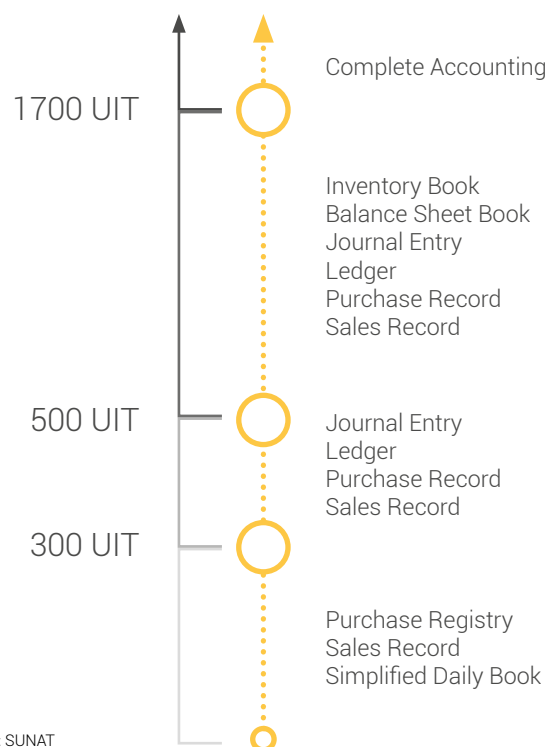 Complete Accounting
1700 UIT
Inventory Book
Balance Sheet Book
Journal Entry
Ledger
Purchase Record
Sales Record
500 UIT
Journal Entry
Ledger
Purchase Record
Sales Record
300 UIT
Purchase Registry
Sales Record
Simplified Daily Book
SUNAT